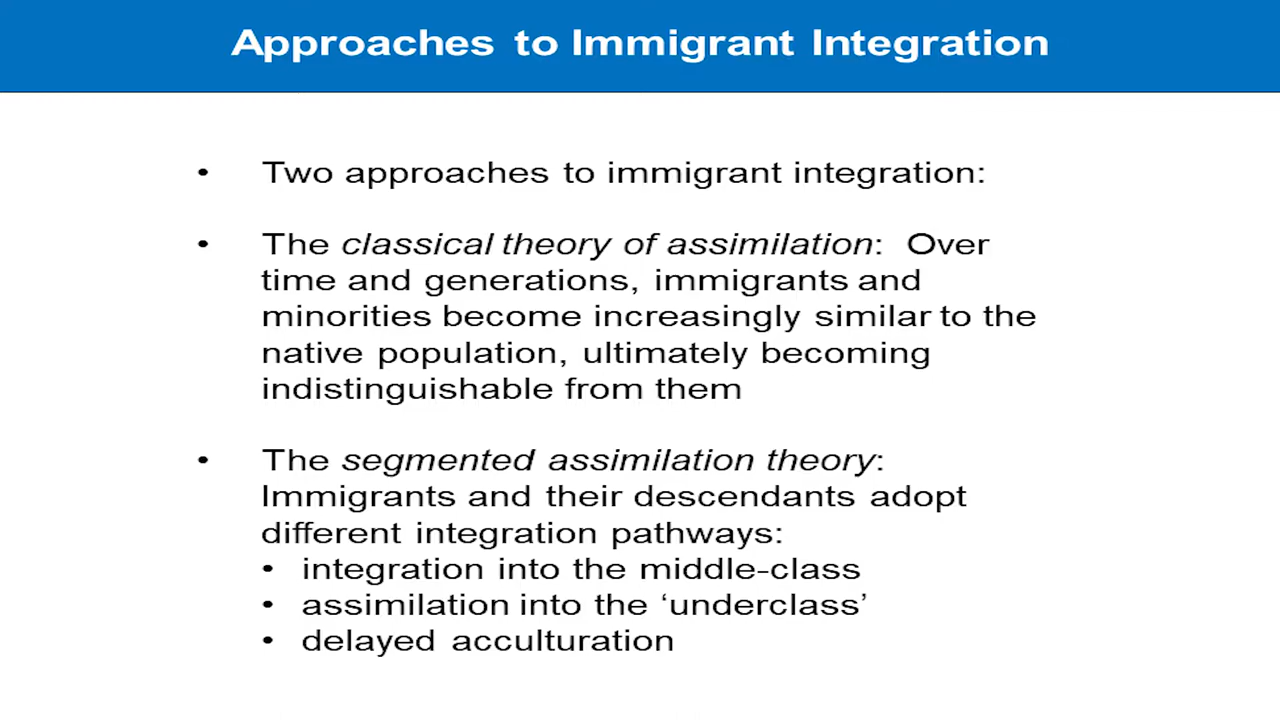 Approaches to Immigrant Integration
• Two approaches to immigrant integration:
• The classical theory of assimilation: Over
time and generations, immigrants and
minorities become increasingly similar to the
native population, ultimately becoming
indistinguishable from them
• The segmented assimilation theory:
Immigrants and their descendants adopt
different integration pathways:
• integration into the middle-class
• assimilation into the ‘underclass’
• delayed acculturation